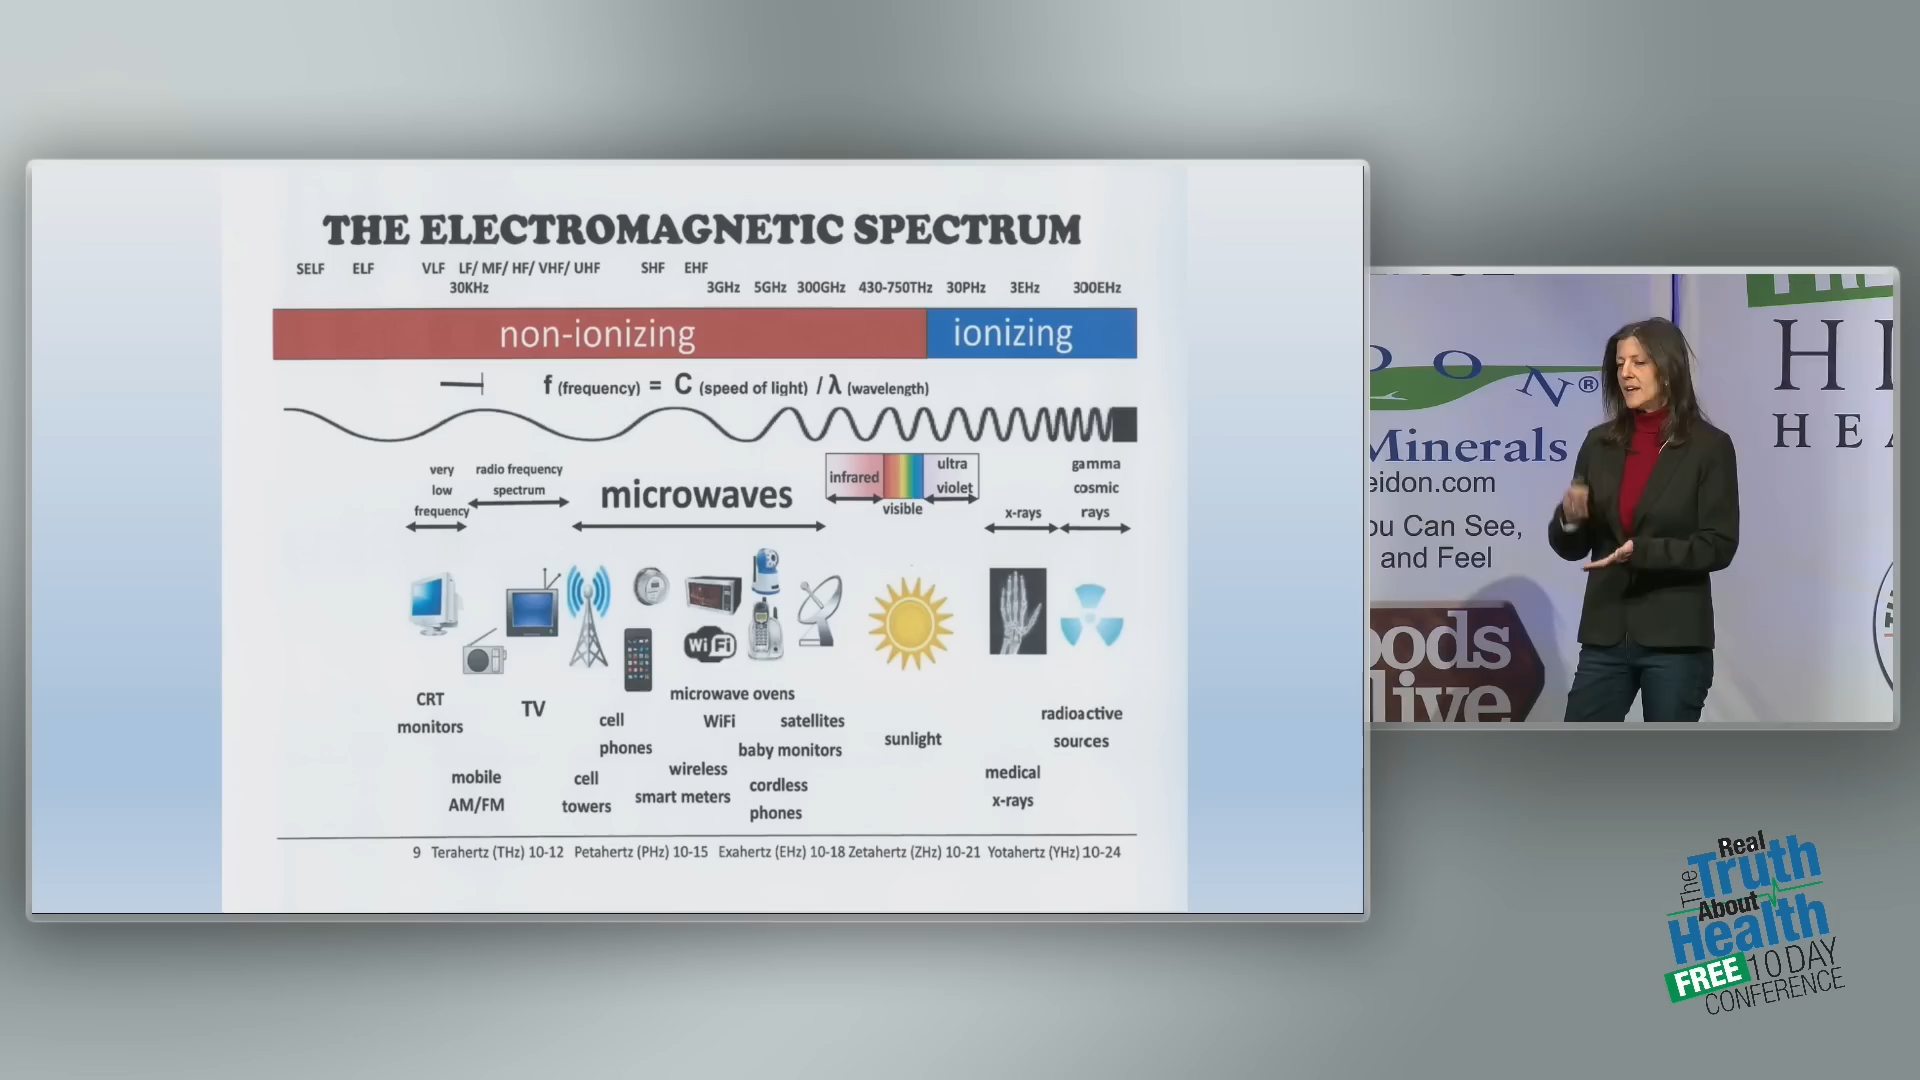 THE ELECTROMAGNETIC SPECTRUM
SELF ELF VLF LF/ MF/ HF/ VHF/ UHF SHF EHF
30KHz 3GHz 5GHz 300GHz 430-750THz 30PHz 3EHz 300EHz
non-ionizing ionizing
f (frequency) = C (speed of light) / λ (wavelength)
very low frequency
radio frequency spectrum
microwaves
infrared
visible
ultra violet
x-rays
gamma cosmic rays
WiFi
CRT monitors
mobile AM/FM
TV
cell towers
cell phones
microwave ovens
WiFi
satellites
baby monitors
wireless smart meters
cordless phones
sunlight
medical x-rays
radioactive sources
9 Terahertz (THz) 10-12 Petahertz (PHz) 10-15 Exahertz (EHz) 10-18 Zetahertz (ZHz) 10-21 Yotahertz (YHz) 10-24
O N®
Minerals
eidon.com
ou Can See,
and Feel
oods
live
H
H E
The Real
Truth
About
Health
FREE 10 DAY
CONFERENCE